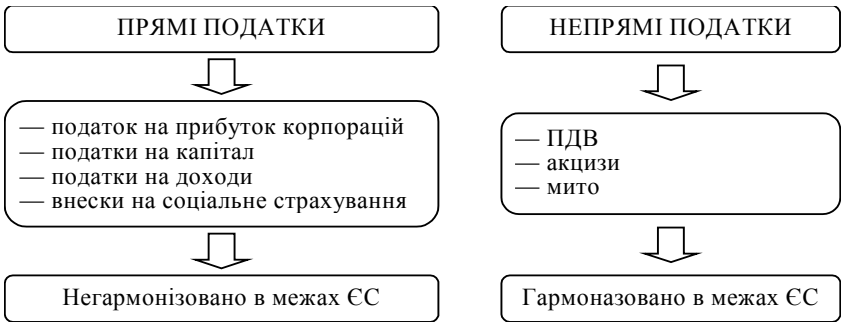 ПРЯМІ ПОДАТКИ
— податок на прибуток корпорацій
— податки на капітал
— податки на доходи
— внески на соціальне страхування
Негармонізовано в межах ЄС
НЕПРЯМІ ПОДАТКИ
— ПДВ
— акцизи
— мито
Гармоназовано в межах ЄС